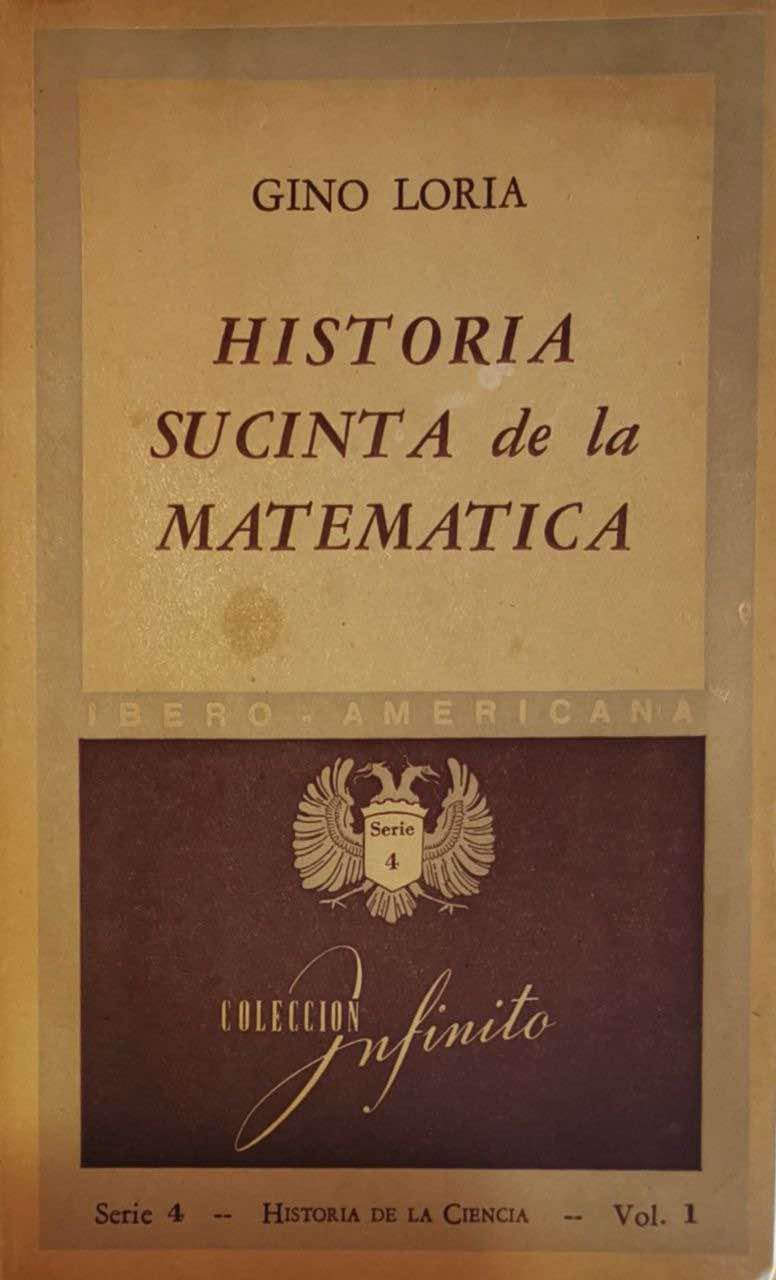 GINO LORIA
HISTORIA
SUCINTA de la
MATEMATICA
IBERO-AMERICANA
Serie
4
COLECCION Infinito
Serie 4 -- HISTORIA DE LA CIENCIA -- Vol. 1